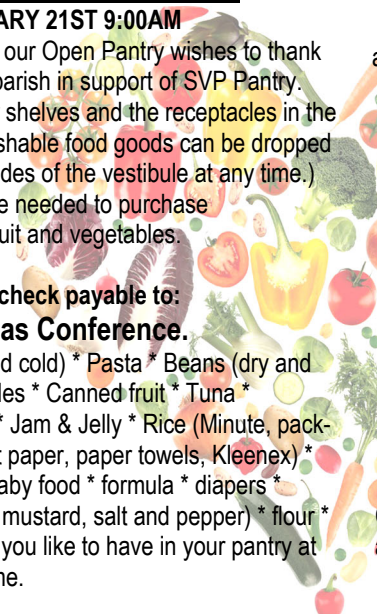 ARY 21ST 9:00AM
our Open Pantry wishes to thank
parish in support of SVP Pantry.
shelves and the receptacles in the
shable food goods can be dropped
des of the vestibule at any time.)
e needed to purchase
uit and vegetables.
check payable to:
as Conference.
d cold) * Pasta * Beans (dry and
les * Canned fruit * Tuna *
* Jam & Jelly * Rice (Minute, pack-
t paper, paper towels, Kleenex) *
aby food * formula * diapers *
mustard, salt and pepper) * flour *
you like to have in your pantry at
ne.